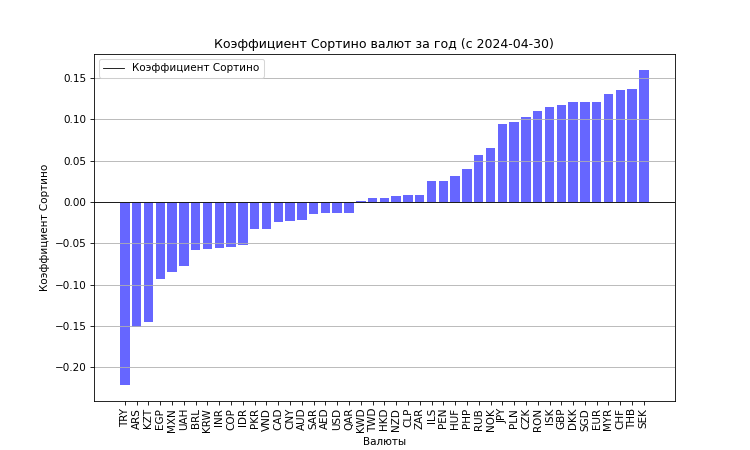 Коэффициент Сортино валют за год (с 2024-04-30)
Коэффициент Сортино
0.15
0.10
0.05
0.00
−0.05
−0.10
−0.15
−0.20
Коэффициент Сортино
TRY
ARS
KZT
EGP
MXN
UAH
BRL
KRW
INR
COP
IDR
PKR
VND
CAD
CNY
AUD
SAR
AED
USD
QAR
KWD
TWD
HKD
NZD
CLP
ZAR
ILS
PEN
HUF
PHP
RUB
NOK
JPY
PLN
CZK
RON
ISK
GBP
DKK
SGD
EUR
MYR
CHF
THB
SEK
Валюты